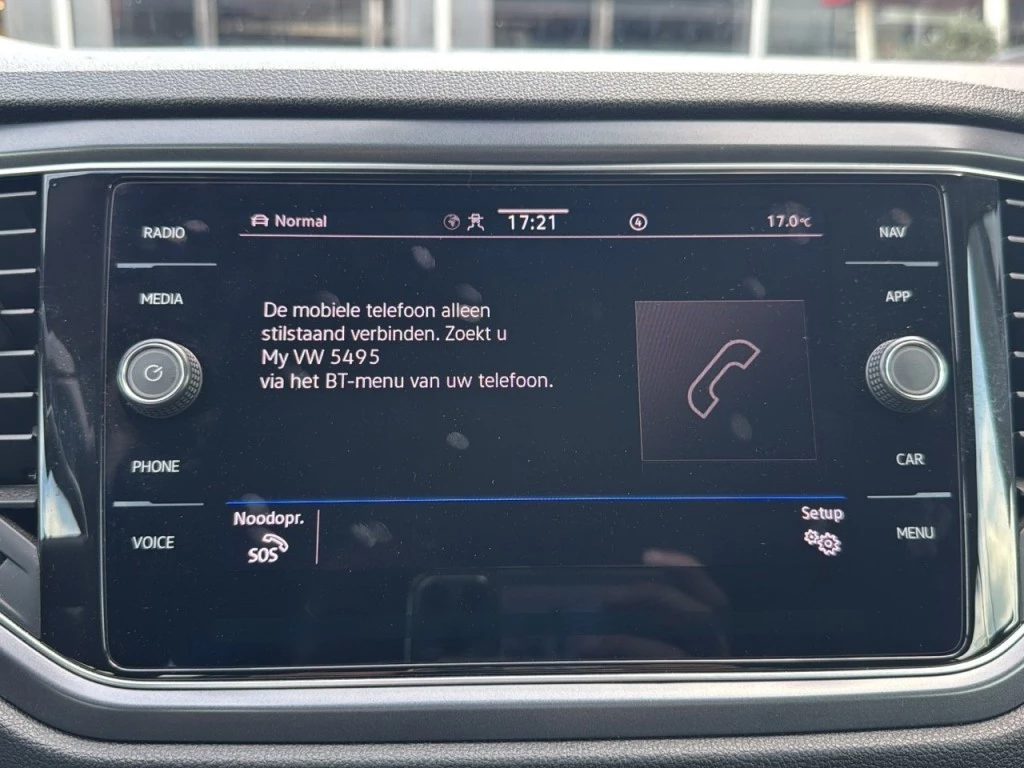 RADIO
Normal
17:21
4
17.0°C
NAV
MEDIA
APP
De mobiele telefoon alleen
stilstaand verbinden. Zoekt u
My VW 5495
via het BT-menu van uw telefoon.
PHONE
CAR
Noodopr.
SOS
Setup
VOICE
MENU